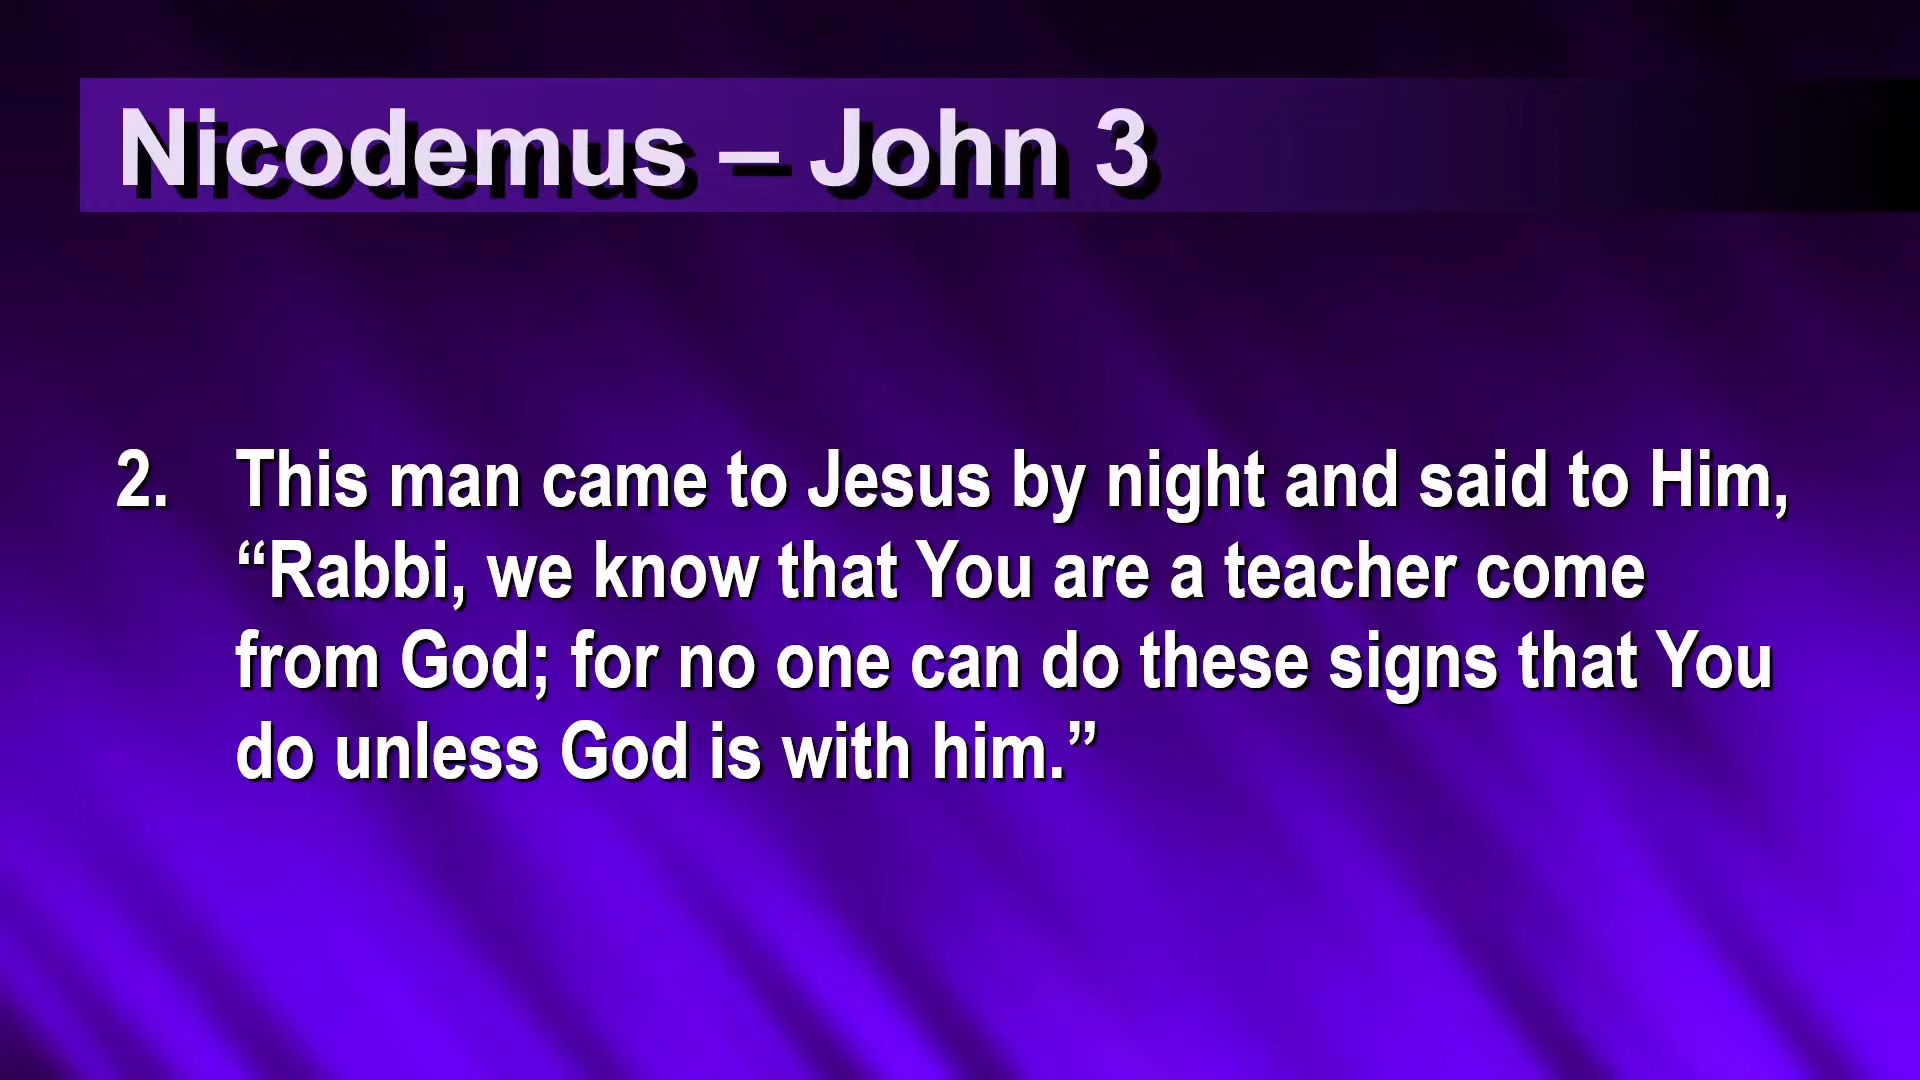 Nicodemus – John 3
2. This man came to Jesus by night and said to Him,
“Rabbi, we know that You are a teacher come
from God; for no one can do these signs that You
do unless God is with him.”